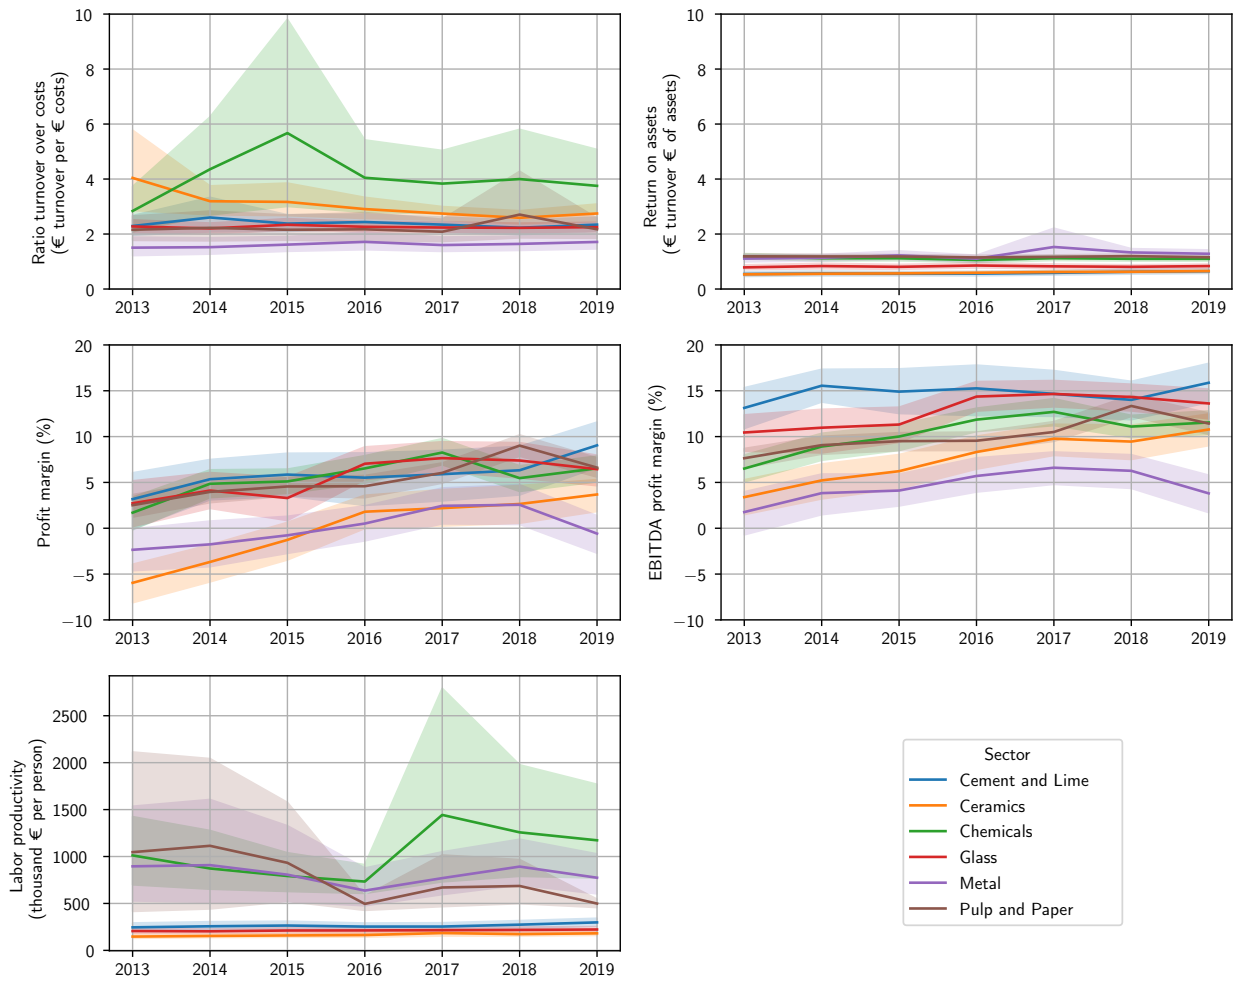 Ratio turnover over costs
(€ turnover per € costs)
10
8
6
4
2
0
2013 2014 2015 2016 2017 2018 2019
Return on assets
(€ turnover € of assets)
10
8
6
4
2
0
2013 2014 2015 2016 2017 2018 2019
Profit margin (%)
20
15
10
5
0
−5
−10
2013 2014 2015 2016 2017 2018 2019
EBITDA profit margin (%)
20
15
10
5
0
−5
−10
2013 2014 2015 2016 2017 2018 2019
Labor productivity
(thousand € per person)
2500
2000
1500
1000
500
0
2013 2014 2015 2016 2017 2018 2019
Sector
Cement and Lime
Ceramics
Chemicals
Glass
Metal
Pulp and Paper